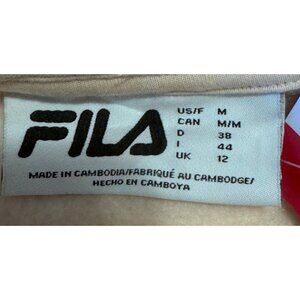 FILA
US/F M
CAN M/M
D 38
I 44
UK 12
MADE IN CAMBODIA/FABRIQUÉ AU CAMBODGE/
HECHO EN CAMBOYA